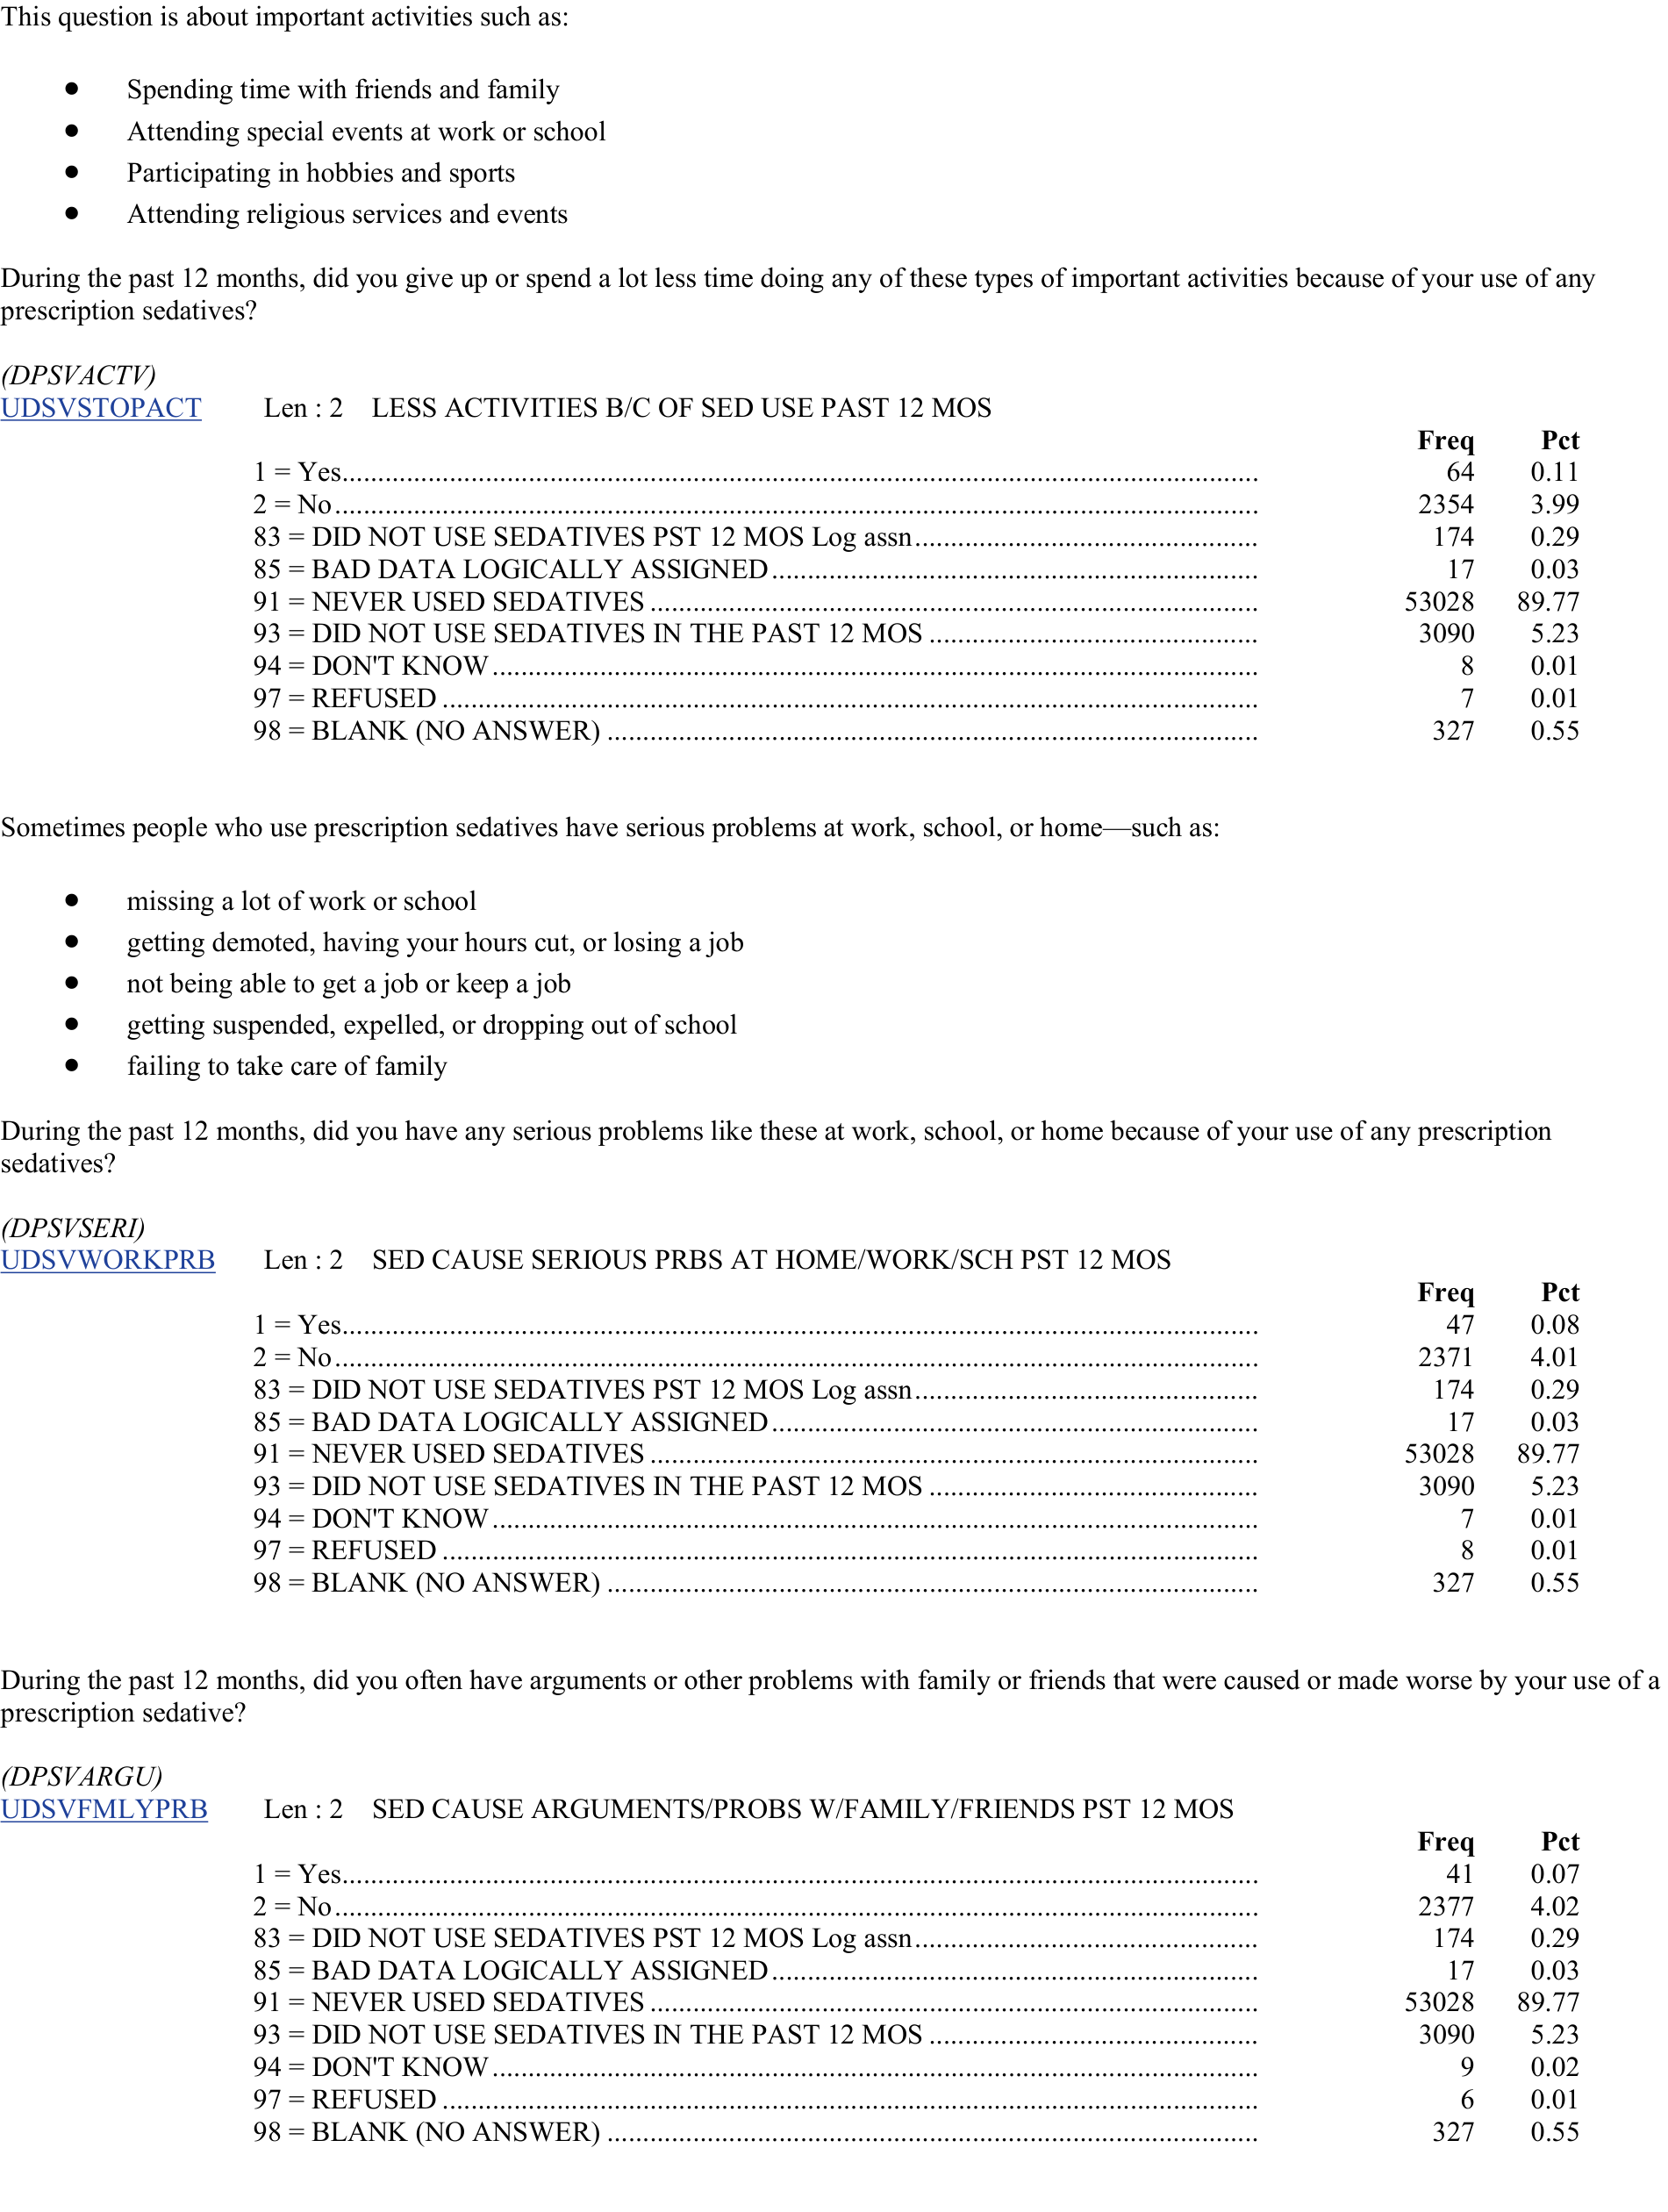 This question is about important activities such as:
● Spending time with friends and family
● Attending special events at work or school
● Participating in hobbies and sports
● Attending religious services and events
During the past 12 months, did you give up or spend a lot less time doing any of these types of important activities because of your use of any
prescription sedatives?
(DPSVACTV)
UDSVSTOPACT Len : 2 LESS ACTIVITIES B/C OF SED USE PAST 12 MOS
Freq Pct
1 = Yes 64 0.11
2 = No 2354 3.99
83 = DID NOT USE SEDATIVES PST 12 MOS Log assn 174 0.29
85 = BAD DATA LOGICALLY ASSIGNED 17 0.03
91 = NEVER USED SEDATIVES 53028 89.77
93 = DID NOT USE SEDATIVES IN THE PAST 12 MOS 3090 5.23
94 = DON'T KNOW 8 0.01
97 = REFUSED 7 0.01
98 = BLANK (NO ANSWER) 327 0.55
Sometimes people who use prescription sedatives have serious problems at work, school, or home—such as:
● missing a lot of work or school
● getting demoted, having your hours cut, or losing a job
● not being able to get a job or keep a job
● getting suspended, expelled, or dropping out of school
● failing to take care of family
During the past 12 months, did you have any serious problems like these at work, school, or home because of your use of any prescription
sedatives?
(DPSVSERI)
UDSVWORKPRB Len : 2 SED CAUSE SERIOUS PRBS AT HOME/WORK/SCH PST 12 MOS
Freq Pct
1 = Yes 47 0.08
2 = No 2371 4.01
83 = DID NOT USE SEDATIVES PST 12 MOS Log assn 174 0.29
85 = BAD DATA LOGICALLY ASSIGNED 17 0.03
91 = NEVER USED SEDATIVES 53028 89.77
93 = DID NOT USE SEDATIVES IN THE PAST 12 MOS 3090 5.23
94 = DON'T KNOW 7 0.01
97 = REFUSED 8 0.01
98 = BLANK (NO ANSWER) 327 0.55
During the past 12 months, did you often have arguments or other problems with family or friends that were caused or made worse by your use of a
prescription sedative?
(DPSVARGU)
UDSVFMLYPRB Len : 2 SED CAUSE ARGUMENTS/PROBS W/FAMILY/FRIENDS PST 12 MOS
Freq Pct
1 = Yes 41 0.07
2 = No 2377 4.02
83 = DID NOT USE SEDATIVES PST 12 MOS Log assn 174 0.29
85 = BAD DATA LOGICALLY ASSIGNED 17 0.03
91 = NEVER USED SEDATIVES 53028 89.77
93 = DID NOT USE SEDATIVES IN THE PAST 12 MOS 3090 5.23
94 = DON'T KNOW 9 0.02
97 = REFUSED 6 0.01
98 = BLANK (NO ANSWER) 327 0.55